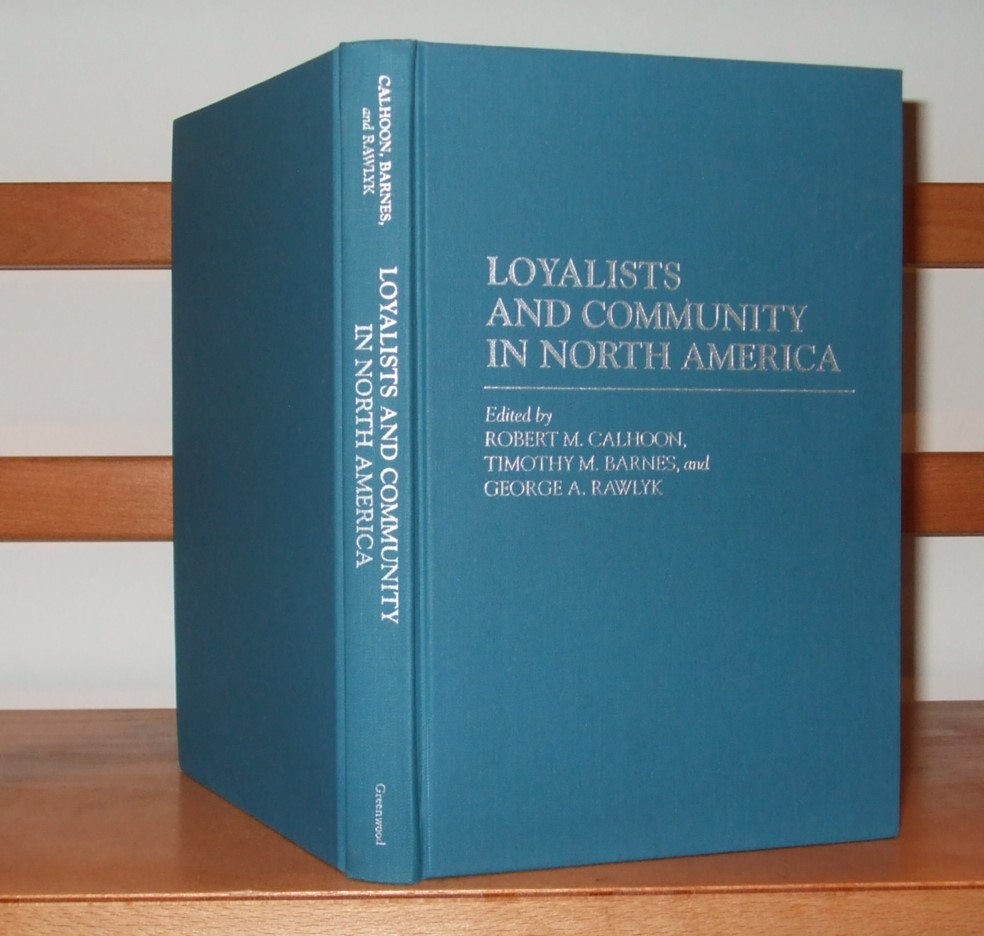 CALHOON, BARNES,
and RAWLYK
LOYALISTS AND COMMUNITY
IN NORTH AMERICA
Greenwood
LOYALISTS
AND COMMUNITY
IN NORTH AMERICA
Edited by
ROBERT M. CALHOON,
TIMOTHY M. BARNES, and
GEORGE A. RAWLYK